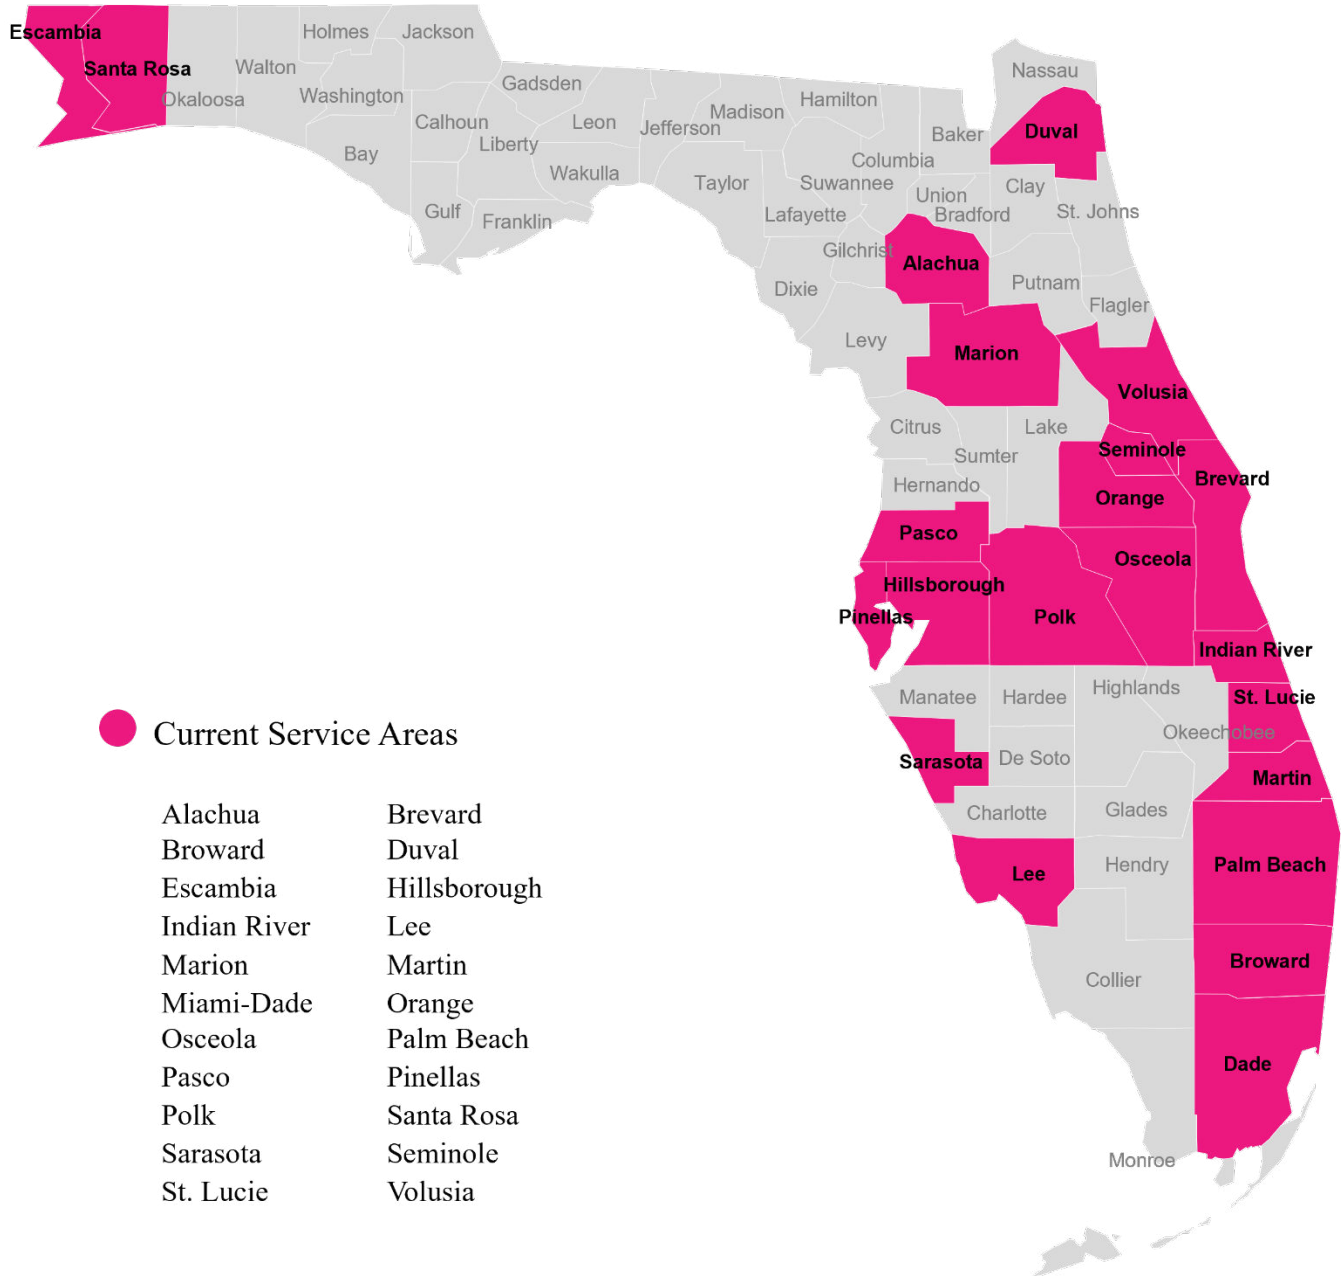 Escambia
Santa Rosa
Holmes
Jackson
Walton
Okaloosa
Washington
Gadsden
Calhoun
Liberty
Leon
Jefferson
Madison
Hamilton
Bay
Wakulla
Gulf
Franklin
Taylor
Lafayette
Suwannee
Columbia
Baker
Nassau
Duval
Union
Bradford
Clay
St. Johns
Gilchrist
Alachua
Dixie
Putnam
Flagler
Levy
Marion
Volusia
Citrus
Lake
Sumter
Seminole
Hernando
Orange
Brevard
Pasco
Osceola
Hillsborough
Pinellas
Polk
Indian River
Manatee
Hardee
Highlands
St. Lucie
Okeechobee
Sarasota
De Soto
Martin
Charlotte
Glades
Lee
Hendry
Palm Beach
Collier
Broward
Dade
Monroe
Current Service Areas
Alachua Brevard
Broward Duval
Escambia Hillsborough
Indian River Lee
Marion Martin
Miami-Dade Orange
Osceola Palm Beach
Pasco Pinellas
Polk Santa Rosa
Sarasota Seminole
St. Lucie Volusia